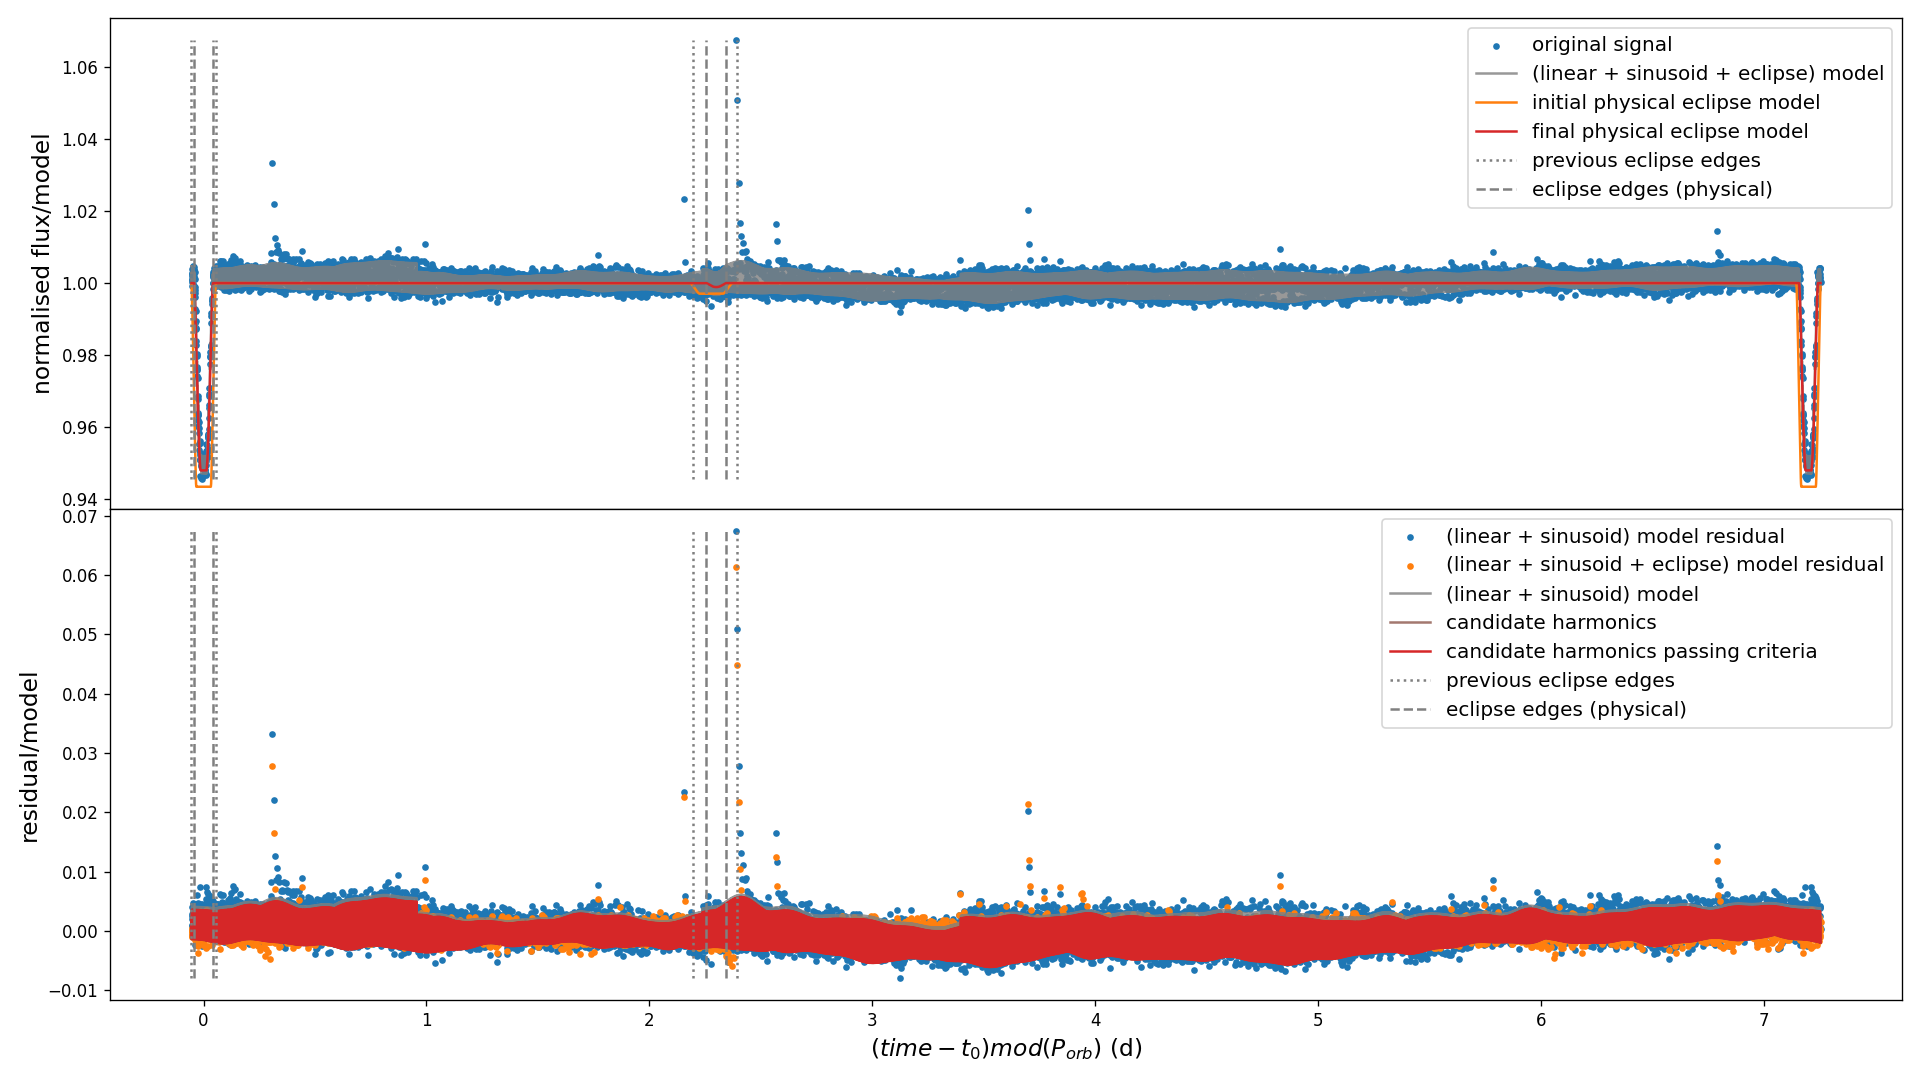 normalised flux/model
1.06
1.04
1.02
1.00
0.98
0.96
0.94
original signal
(linear + sinusoid + eclipse) model
initial physical eclipse model
final physical eclipse model
previous eclipse edges
eclipse edges (physical)
residual/model
0.07
0.06
0.05
0.04
0.03
0.02
0.01
0.00
−0.01
(linear + sinusoid) model residual
(linear + sinusoid + eclipse) model residual
(linear + sinusoid) model
candidate harmonics
candidate harmonics passing criteria
previous eclipse edges
eclipse edges (physical)
0 1 2 3 4 5 6 7
(time − t₀)mod(P_orb) (d)